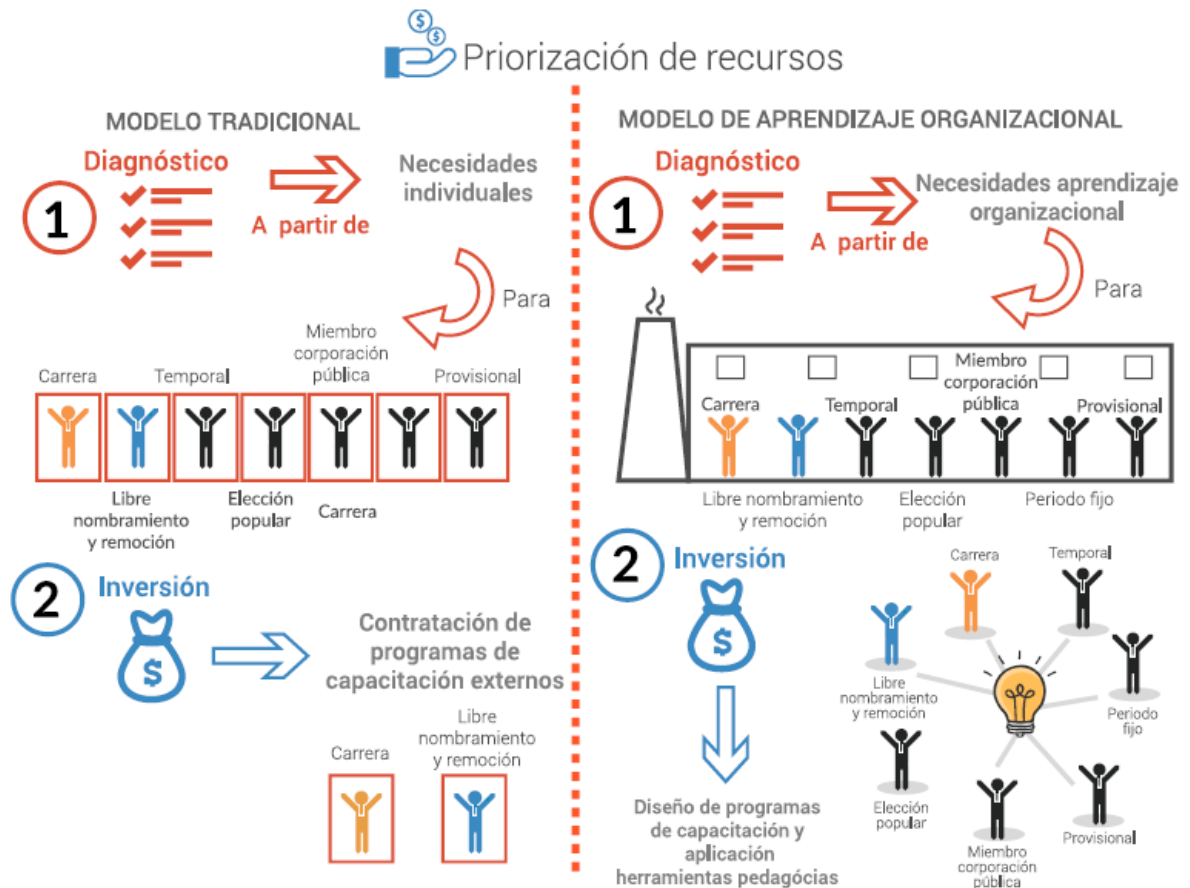 Priorización de recursos
MODELO TRADICIONAL
1
Diagnóstico
A partir de
Necesidades
individuales
Para
Carrera
Temporal
Miembro
corporación
pública
Provisional
Libre
nombramiento
y remoción
Elección
popular
Carrera
2
Inversión
$
Contratación de
programas de
capacitación externos
Carrera
Libre
nombramiento
y remoción
MODELO DE APRENDIZAJE ORGANIZACIONAL
1
Diagnóstico
A partir de
Necesidades aprendizaje
organizacional
Para
Carrera
Temporal
Miembro
corporación
pública
Provisional
Libre nombramiento
y remoción
Elección
popular
Periodo fijo
2
Inversión
$
Diseño de programas
de capacitación y
aplicación
herramientas pedagócias
Carrera
Temporal
Libre
nombramiento
y remoción
Periodo
fijo
Elección
popular
Miembro
corporación
pública
Provisional